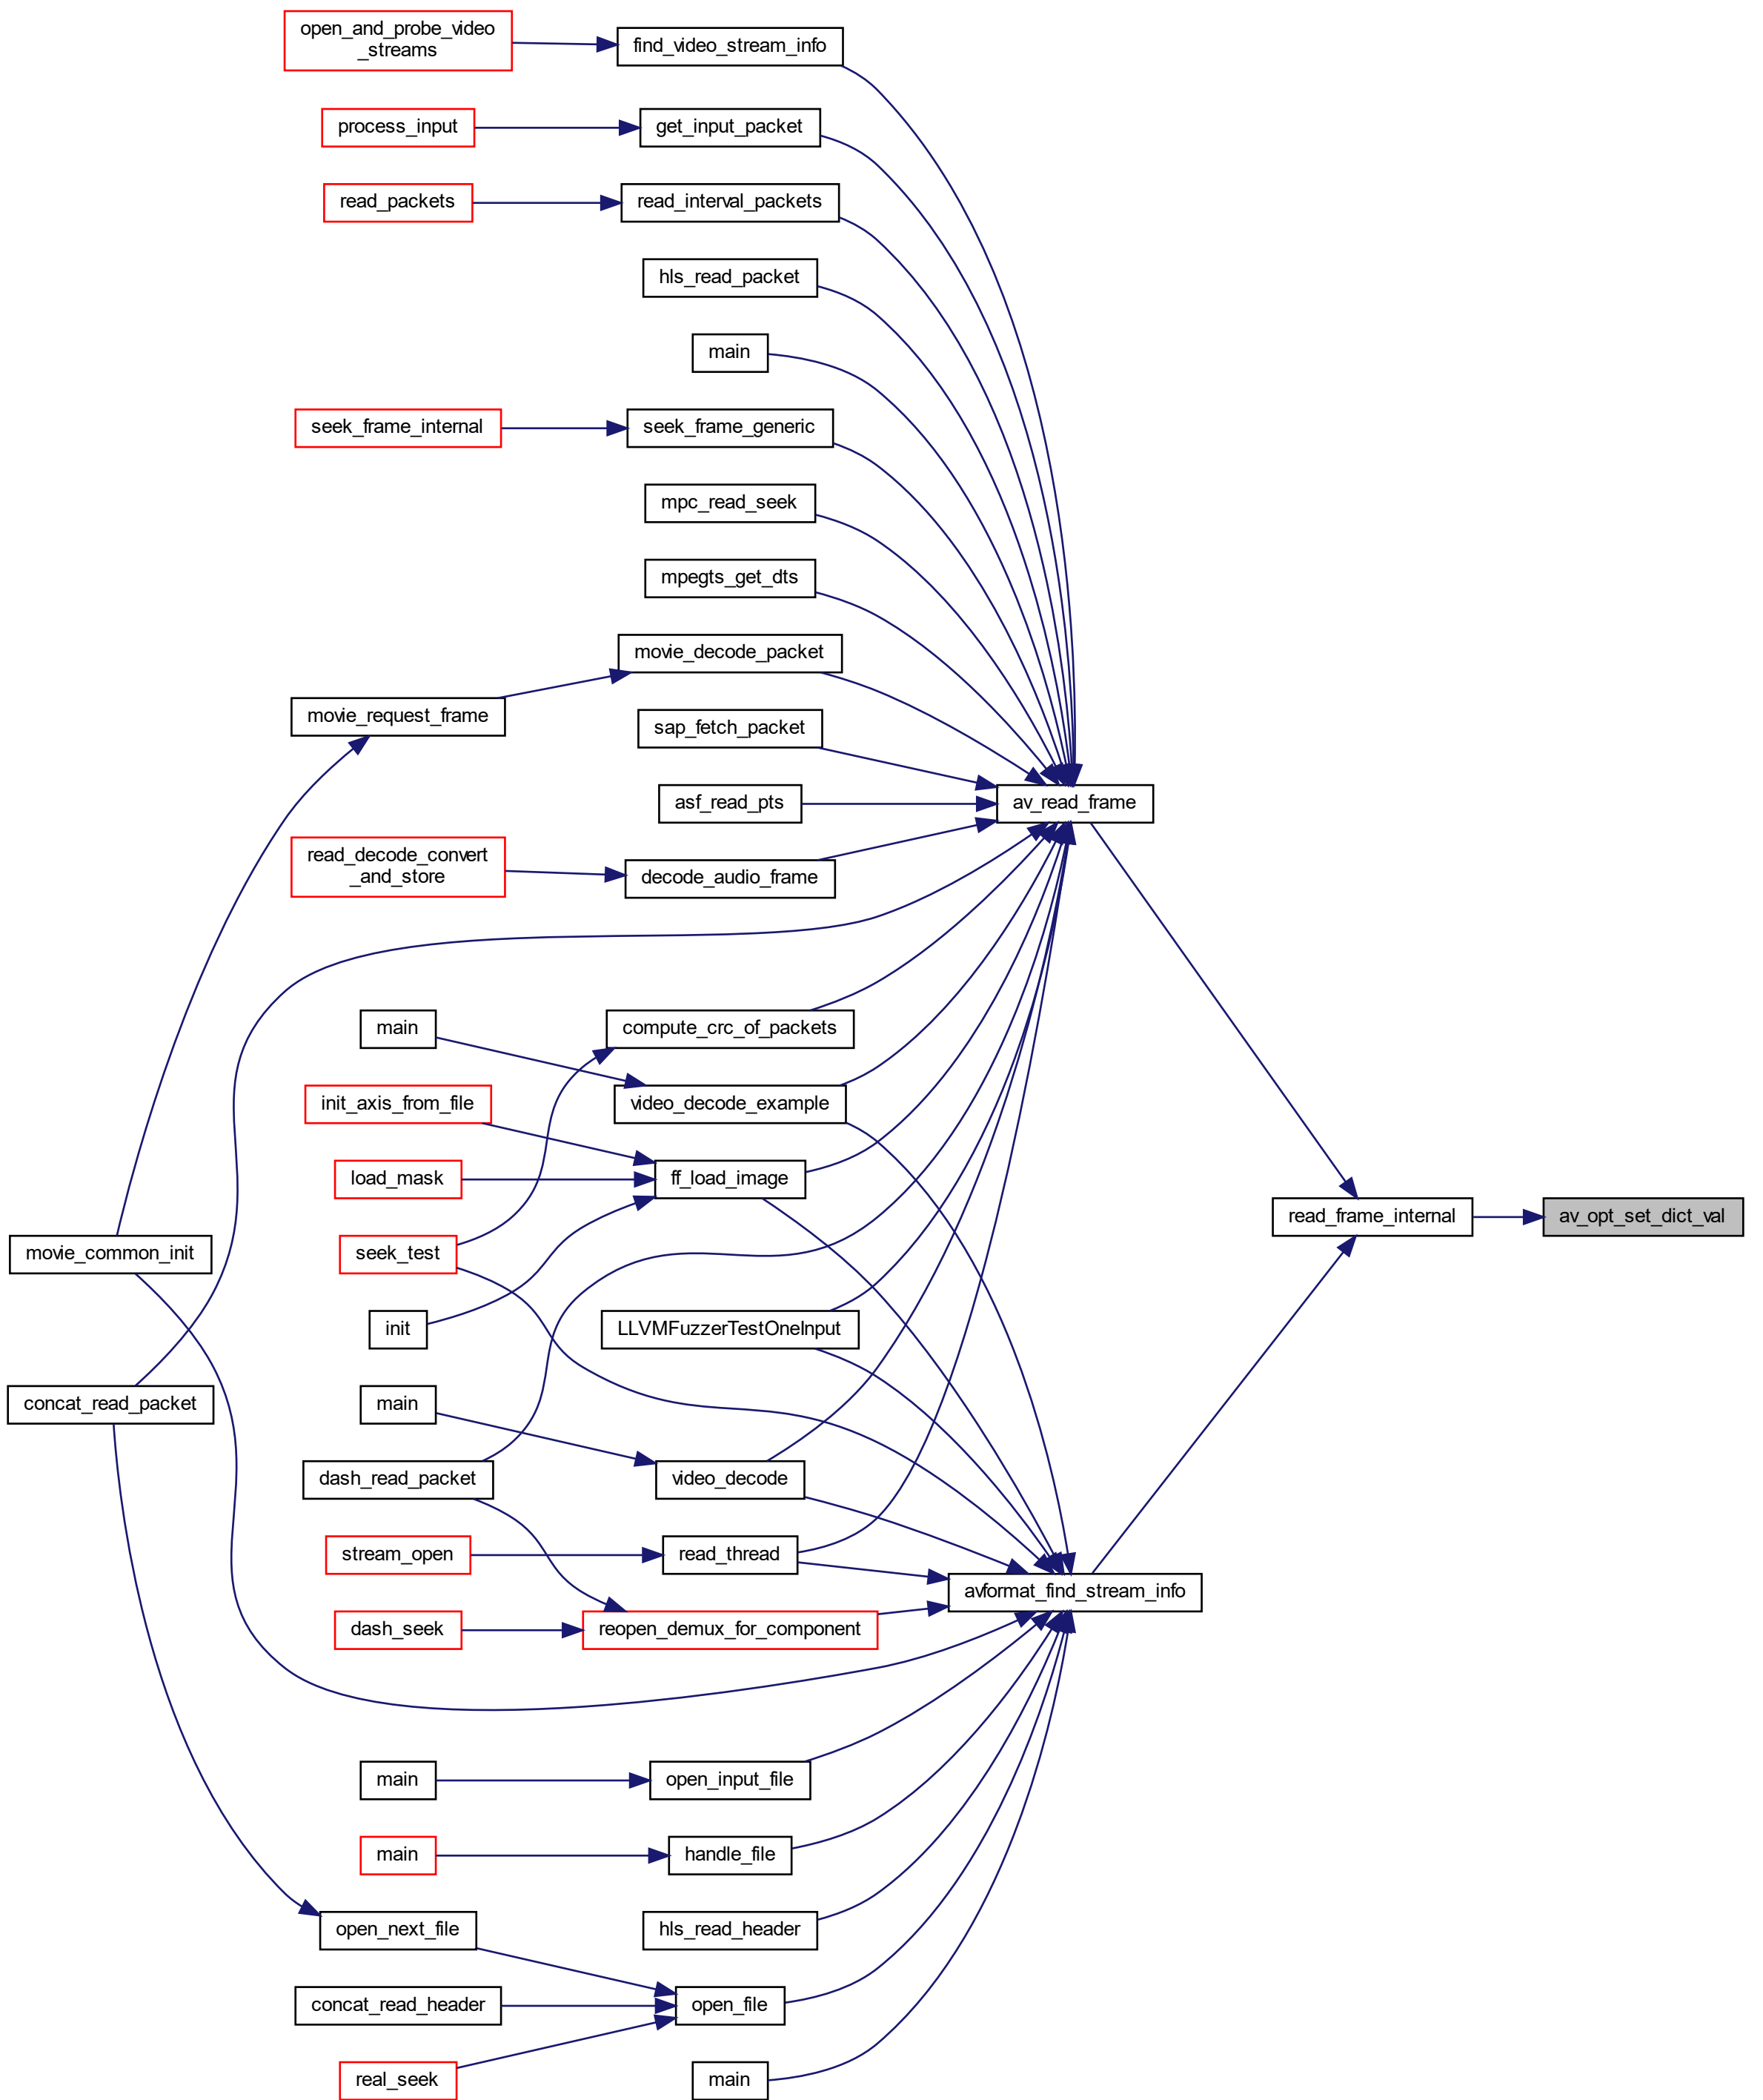 open_and_probe_video
_streams
find_video_stream_info
process_input
get_input_packet
read_packets
read_interval_packets
hls_read_packet
main
seek_frame_internal
seek_frame_generic
mpc_read_seek
mpegts_get_dts
movie_decode_packet
movie_request_frame
sap_fetch_packet
asf_read_pts
av_read_frame
read_decode_convert
_and_store
decode_audio_frame
main
compute_crc_of_packets
init_axis_from_file
video_decode_example
load_mask
ff_load_image
read_frame_internal
av_opt_set_dict_val
movie_common_init
seek_test
init
LLVMFuzzerTestOneInput
concat_read_packet
main
dash_read_packet
video_decode
stream_open
read_thread
avformat_find_stream_info
dash_seek
reopen_demux_for_component
main
open_input_file
main
handle_file
open_next_file
hls_read_header
concat_read_header
open_file
real_seek
main